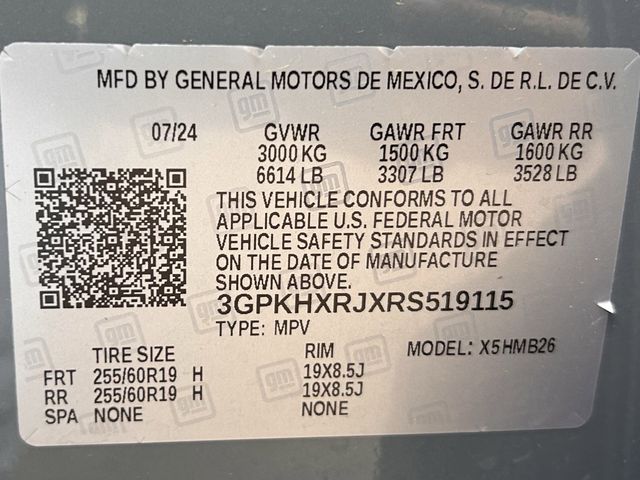 MFD BY GENERAL MOTORS DE MEXICO, S. DE R.L. DE C.V.
07/24 GVWR GAWR FRT GAWR RR
3000 KG 1500 KG 1600 KG
6614 LB 3307 LB 3528 LB
THIS VEHICLE CONFORMS TO ALL
APPLICABLE U.S. FEDERAL MOTOR
VEHICLE SAFETY STANDARDS IN EFFECT
ON THE DATE OF MANUFACTURE
SHOWN ABOVE.
3GPKHXRJXRS519115
TYPE: MPV
TIRE SIZE RIM MODEL: X5HMB26
FRT 255/60R19 H 19X8.5J
RR 255/60R19 H 19X8.5J
SPA NONE NONE